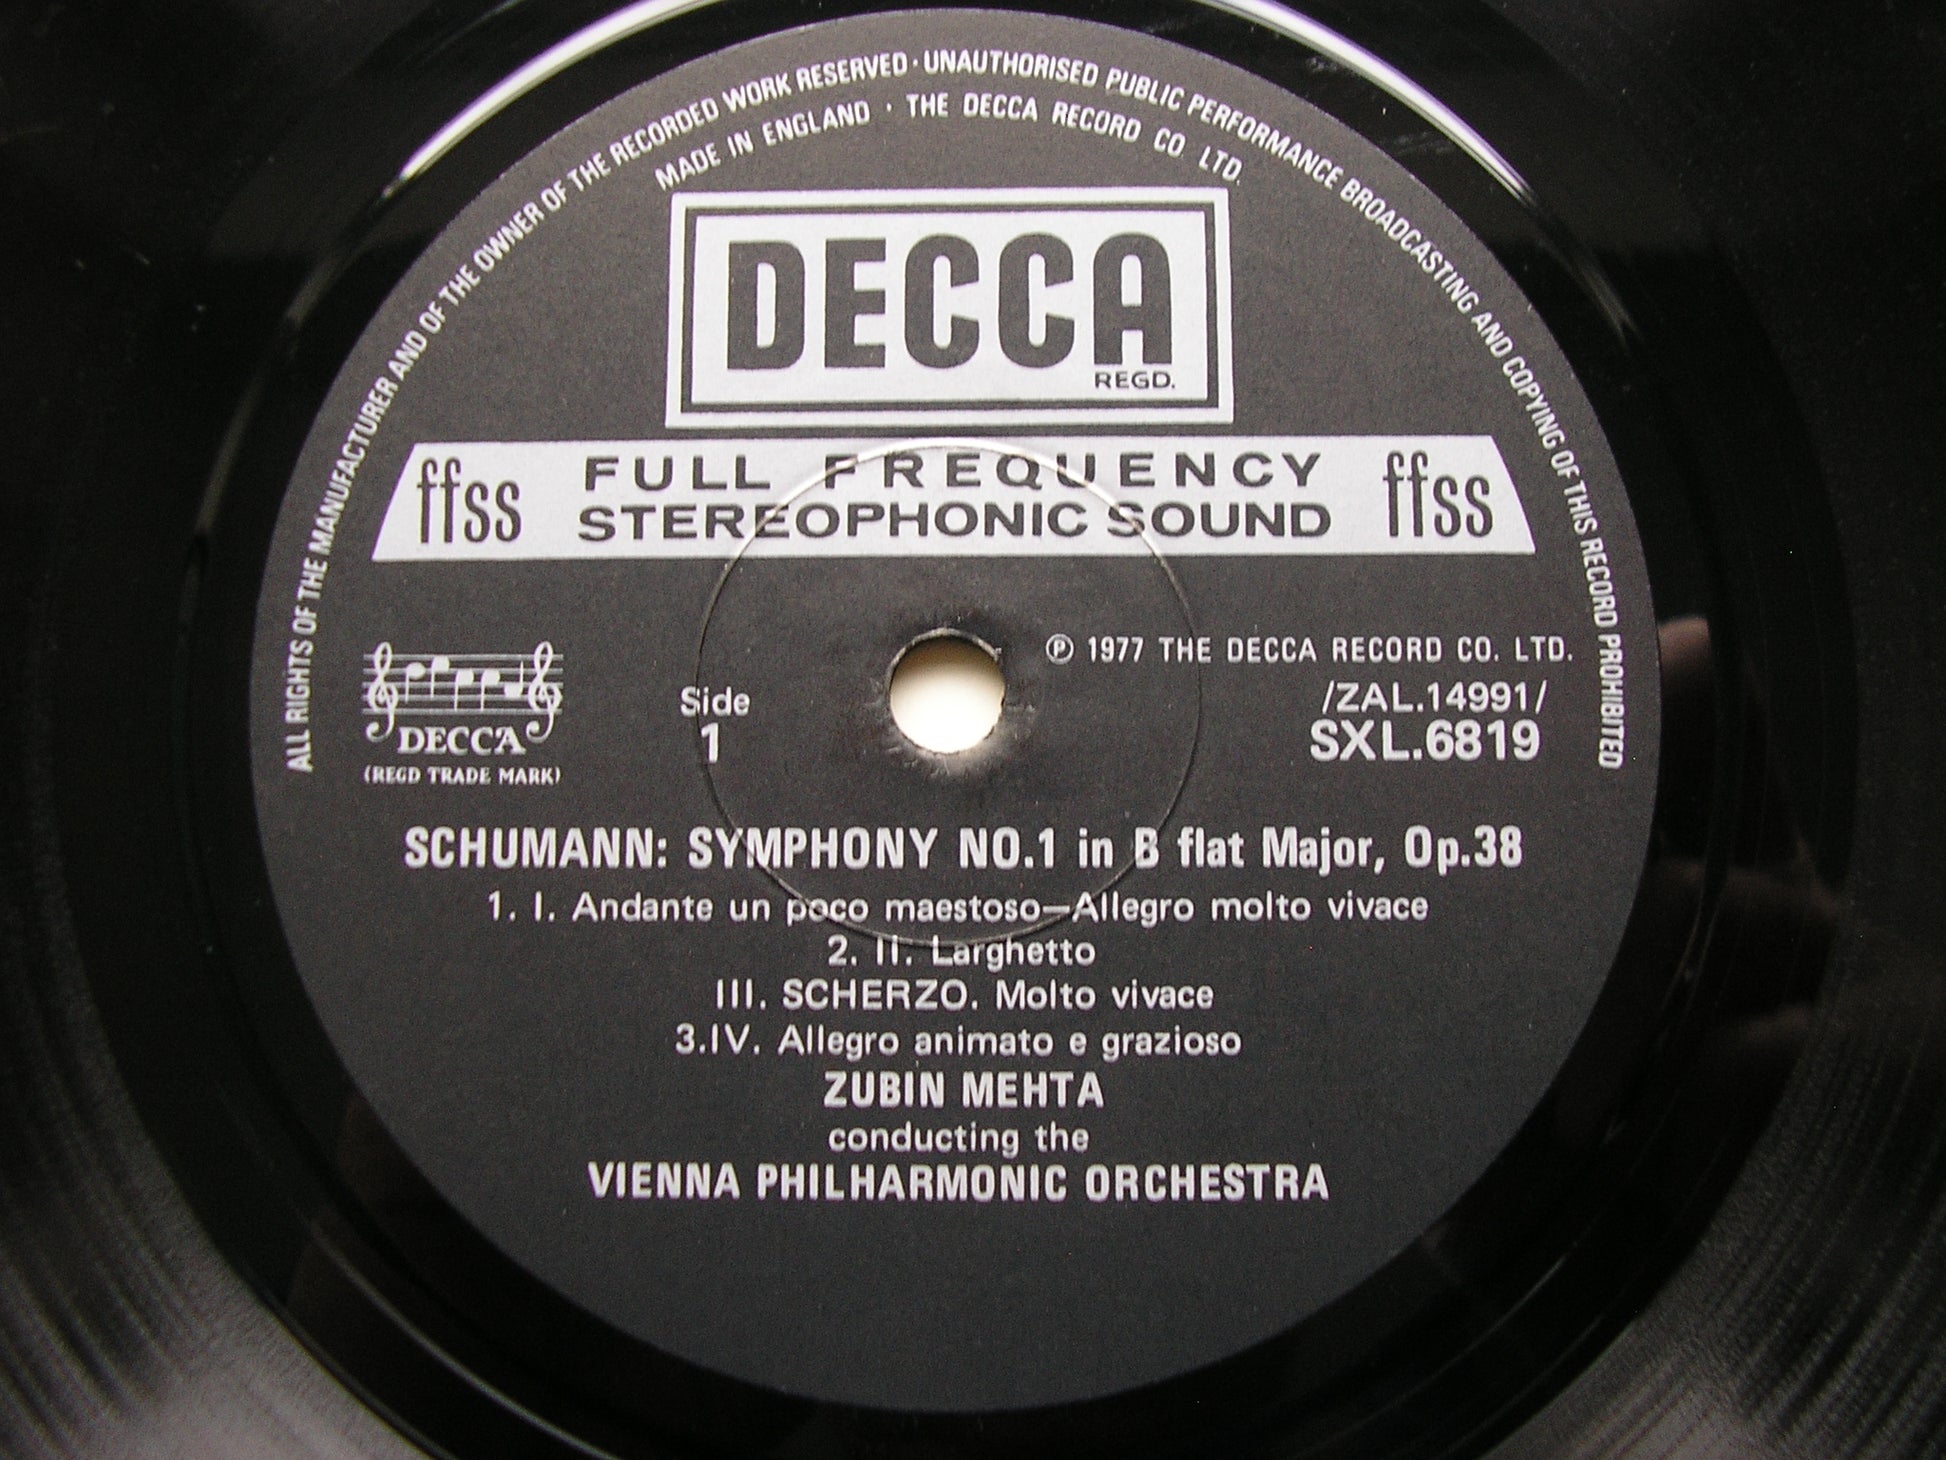 ALL RIGHTS OF THE MANUFACTURER AND OF THE OWNER OF THE RECORDED WORK RESERVED · UNAUTHORISED PUBLIC PERFORMANCE BROADCASTING AND COPYING OF THIS RECORD PROHIBITED
MADE IN ENGLAND · THE DECCA RECORD CO. LTD.
DECCA
REGD.
ffss FULL FREQUENCY ffss
STEREOPHONIC SOUND
℗ 1977 THE DECCA RECORD CO. LTD.
DECCA
(REGD TRADE MARK)
Side
1
/ZAL.14991/
SXL.6819
SCHUMANN: SYMPHONY NO.1 in B flat Major, Op.38
1. I. Andante un poco maestoso—Allegro molto vivace
2. II. Larghetto
III. SCHERZO. Molto vivace
3.IV. Allegro animato e grazioso
ZUBIN MEHTA
conducting the
VIENNA PHILHARMONIC ORCHESTRA